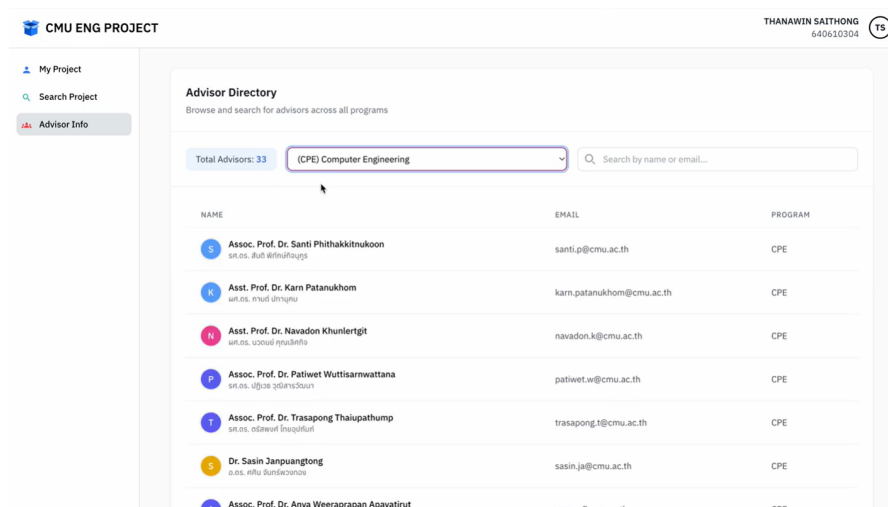 CMU ENG PROJECT
THANAWIN SAITHONG
640610304
TS
My Project
Search Project
Advisor Info
Advisor Directory
Browse and search for advisors across all programs
Total Advisors: 33
(CPE) Computer Engineering
Search by name or email...
NAME EMAIL PROGRAM
S Assoc. Prof. Dr. Santi Phithakkitnukoon santi.p@cmu.ac.th CPE
รศ.ดร. สันติ พิทักษ์กิจนุกูร
K Asst. Prof. Dr. Karn Patanukhom karn.patanukhom@cmu.ac.th CPE
ผศ.ดร. กานต์ ปทานุคม
N Asst. Prof. Dr. Navadon Khunlertgit navadon.k@cmu.ac.th CPE
ผศ.ดร. นวดนย์ คุณเลิศกิจ
P Assoc. Prof. Dr. Patiwet Wuttisarnwattana patiwet.w@cmu.ac.th CPE
รศ.ดร. ปฏิเวธ วุฒิสารวัฒนา
T Assoc. Prof. Dr. Trasapong Thaiupathump trasapong.t@cmu.ac.th CPE
รศ.ดร. ตรัสพงศ์ ไทยอุปถัมภ์
S Dr. Sasin Janpuangtong sasin.ja@cmu.ac.th CPE
อ.ดร. ศศิน จันทร์พวงทอง
Assoc. Prof. Dr. Anya Weeraprapan Apavatirut